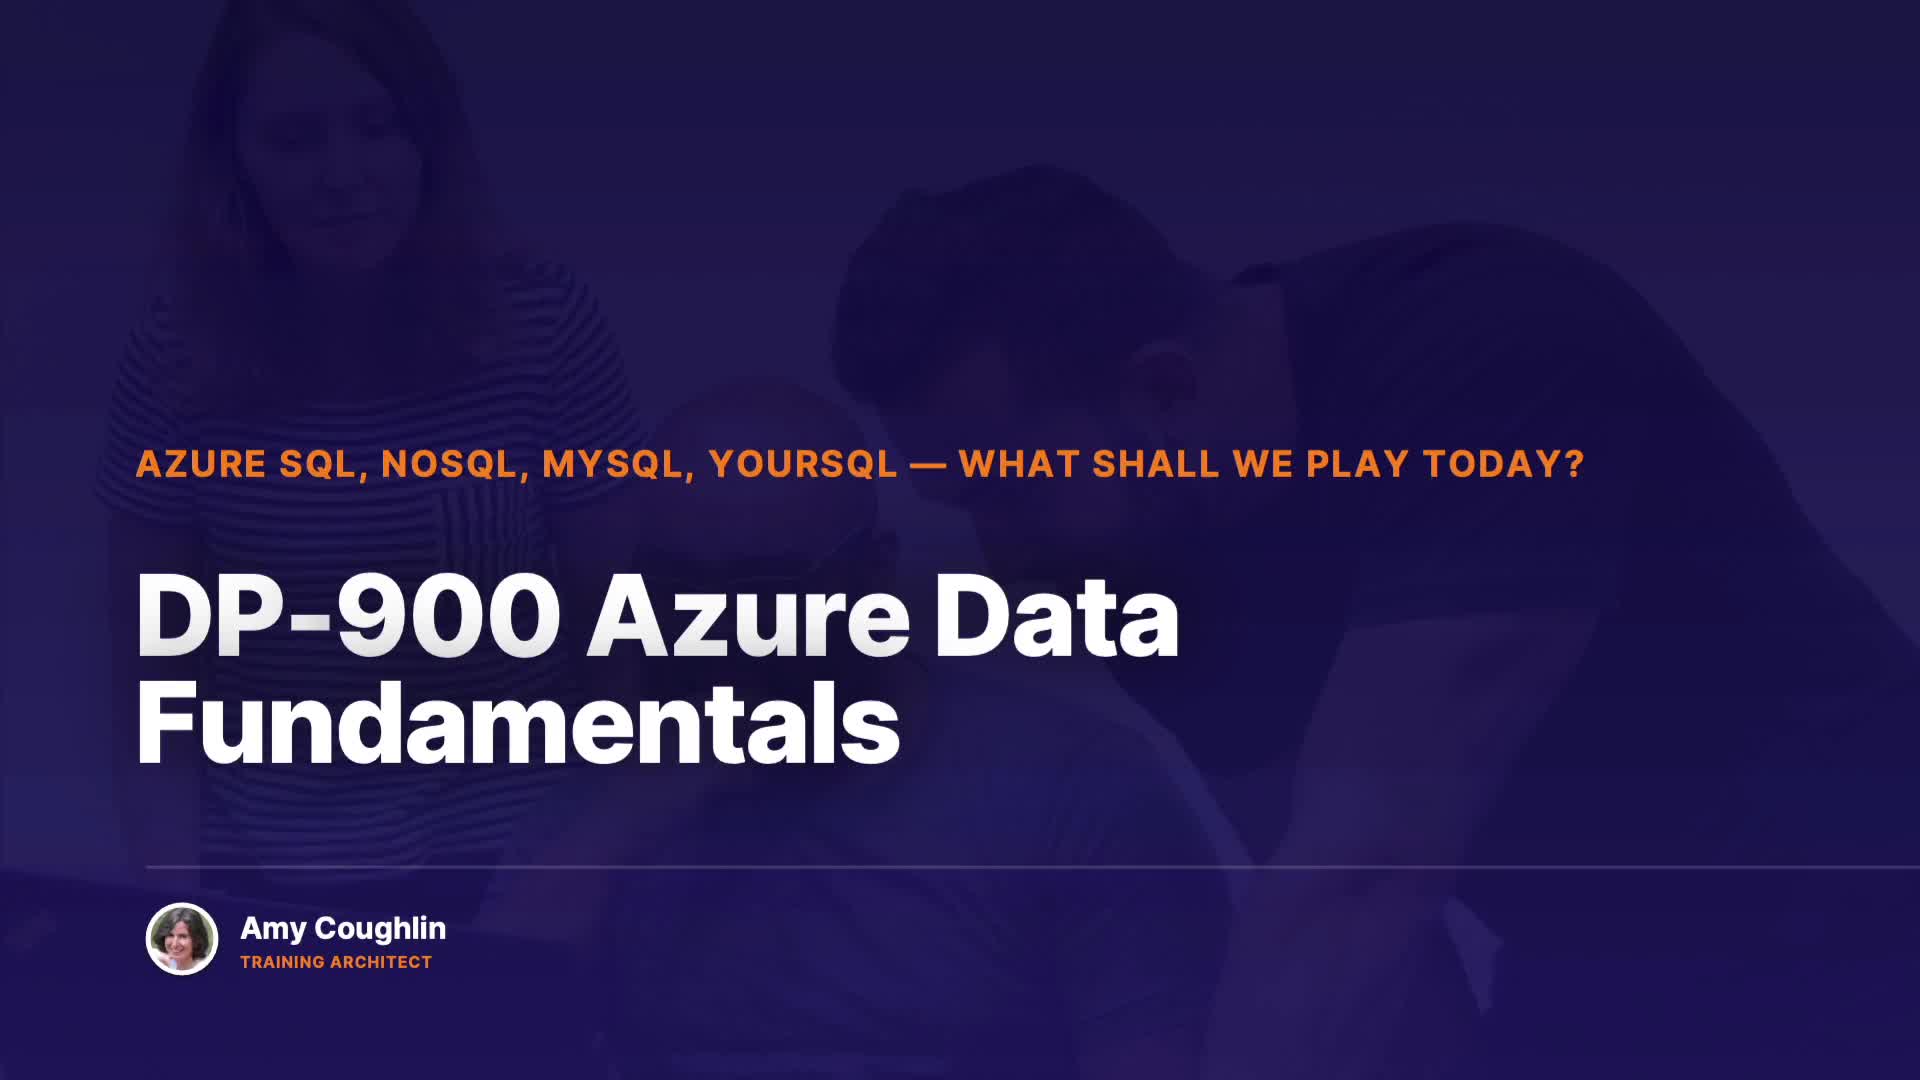 AZURE SQL, NOSQL, MYSQL, YOURSQL — WHAT SHALL WE PLAY TODAY?
DP-900 Azure Data
Fundamentals
Amy Coughlin
TRAINING ARCHITECT